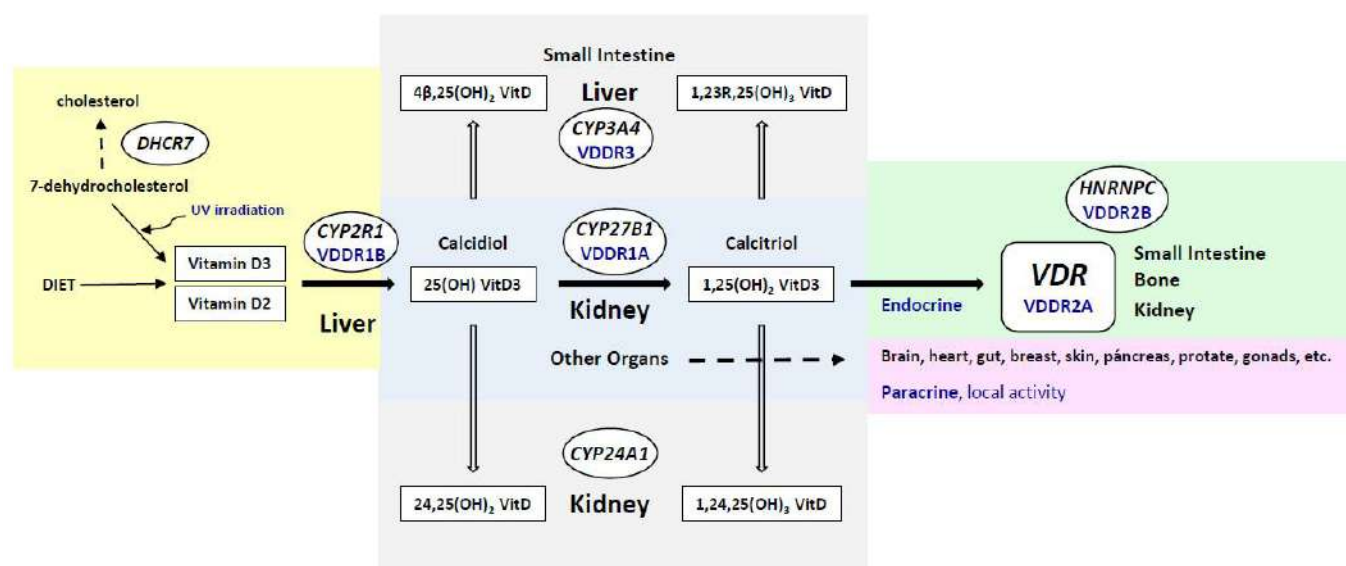 Small Intestine
cholesterol
4β,25(OH)₂ VitD
Liver
1,23R,25(OH)₃ VitD
DHCR7
CYP3A4
VDDR3
7-dehydrocholesterol
UV irradiation
HNRNPC
VDDR2B
CYP2R1
VDDR1B
Calcidiol
CYP27B1
VDDR1A
Calcitriol
Vitamin D3
DIET
Vitamin D2
25(OH) VitD3
1,25(OH)₂ VitD3
VDR
VDDR2A
Small Intestine
Bone
Kidney
Liver
Kidney
Endocrine
Other Organs
Brain, heart, gut, breast, skin, páncreas, protate, gonads, etc.
Paracrine, local activity
CYP24A1
24,25(OH)₂ VitD
Kidney
1,24,25(OH)₃ VitD